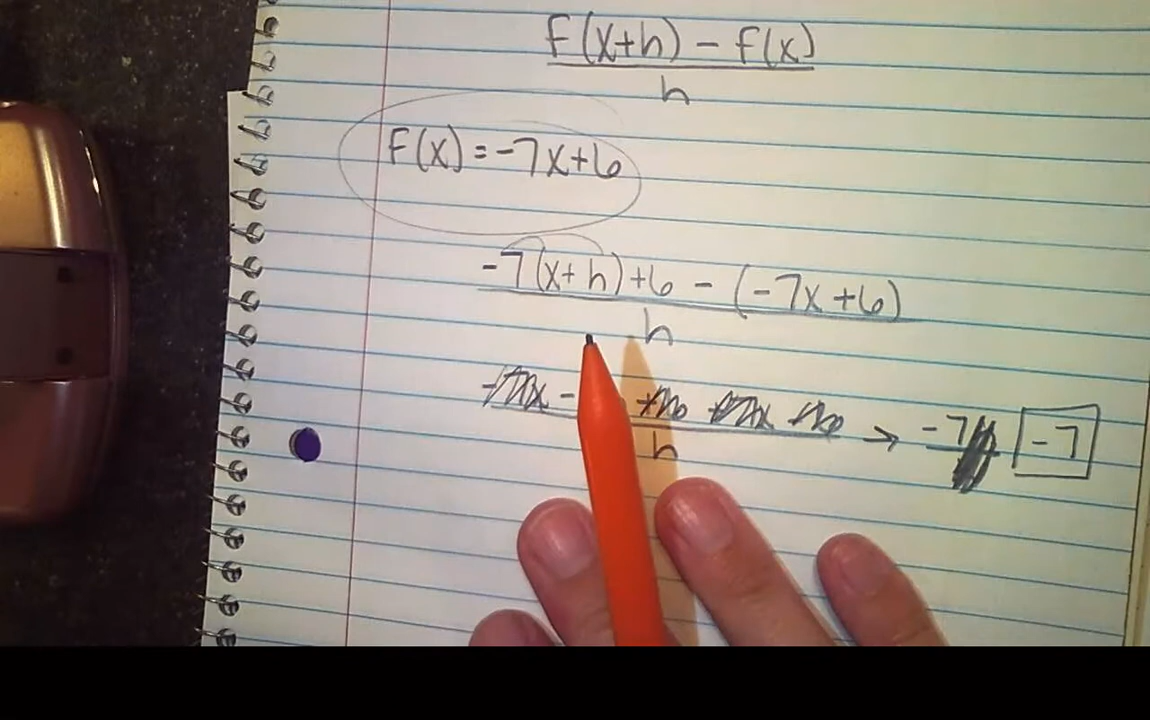 F(x+h) - f(x)
h
F(x) = -7x+6
-7(x+h)+6 - (-7x+6)
h
h
→ -7 -7